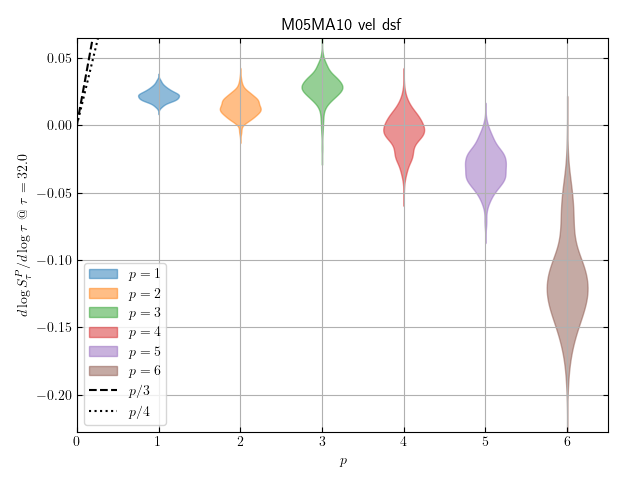 M05MA10 vel dsf
d log S_τ^P / d log τ @ τ = 32.0
0.05
0.00
−0.05
−0.10
−0.15
−0.20
p = 1
p = 2
p = 3
p = 4
p = 5
p = 6
p/3
p/4
0 1 2 3 4 5 6
p